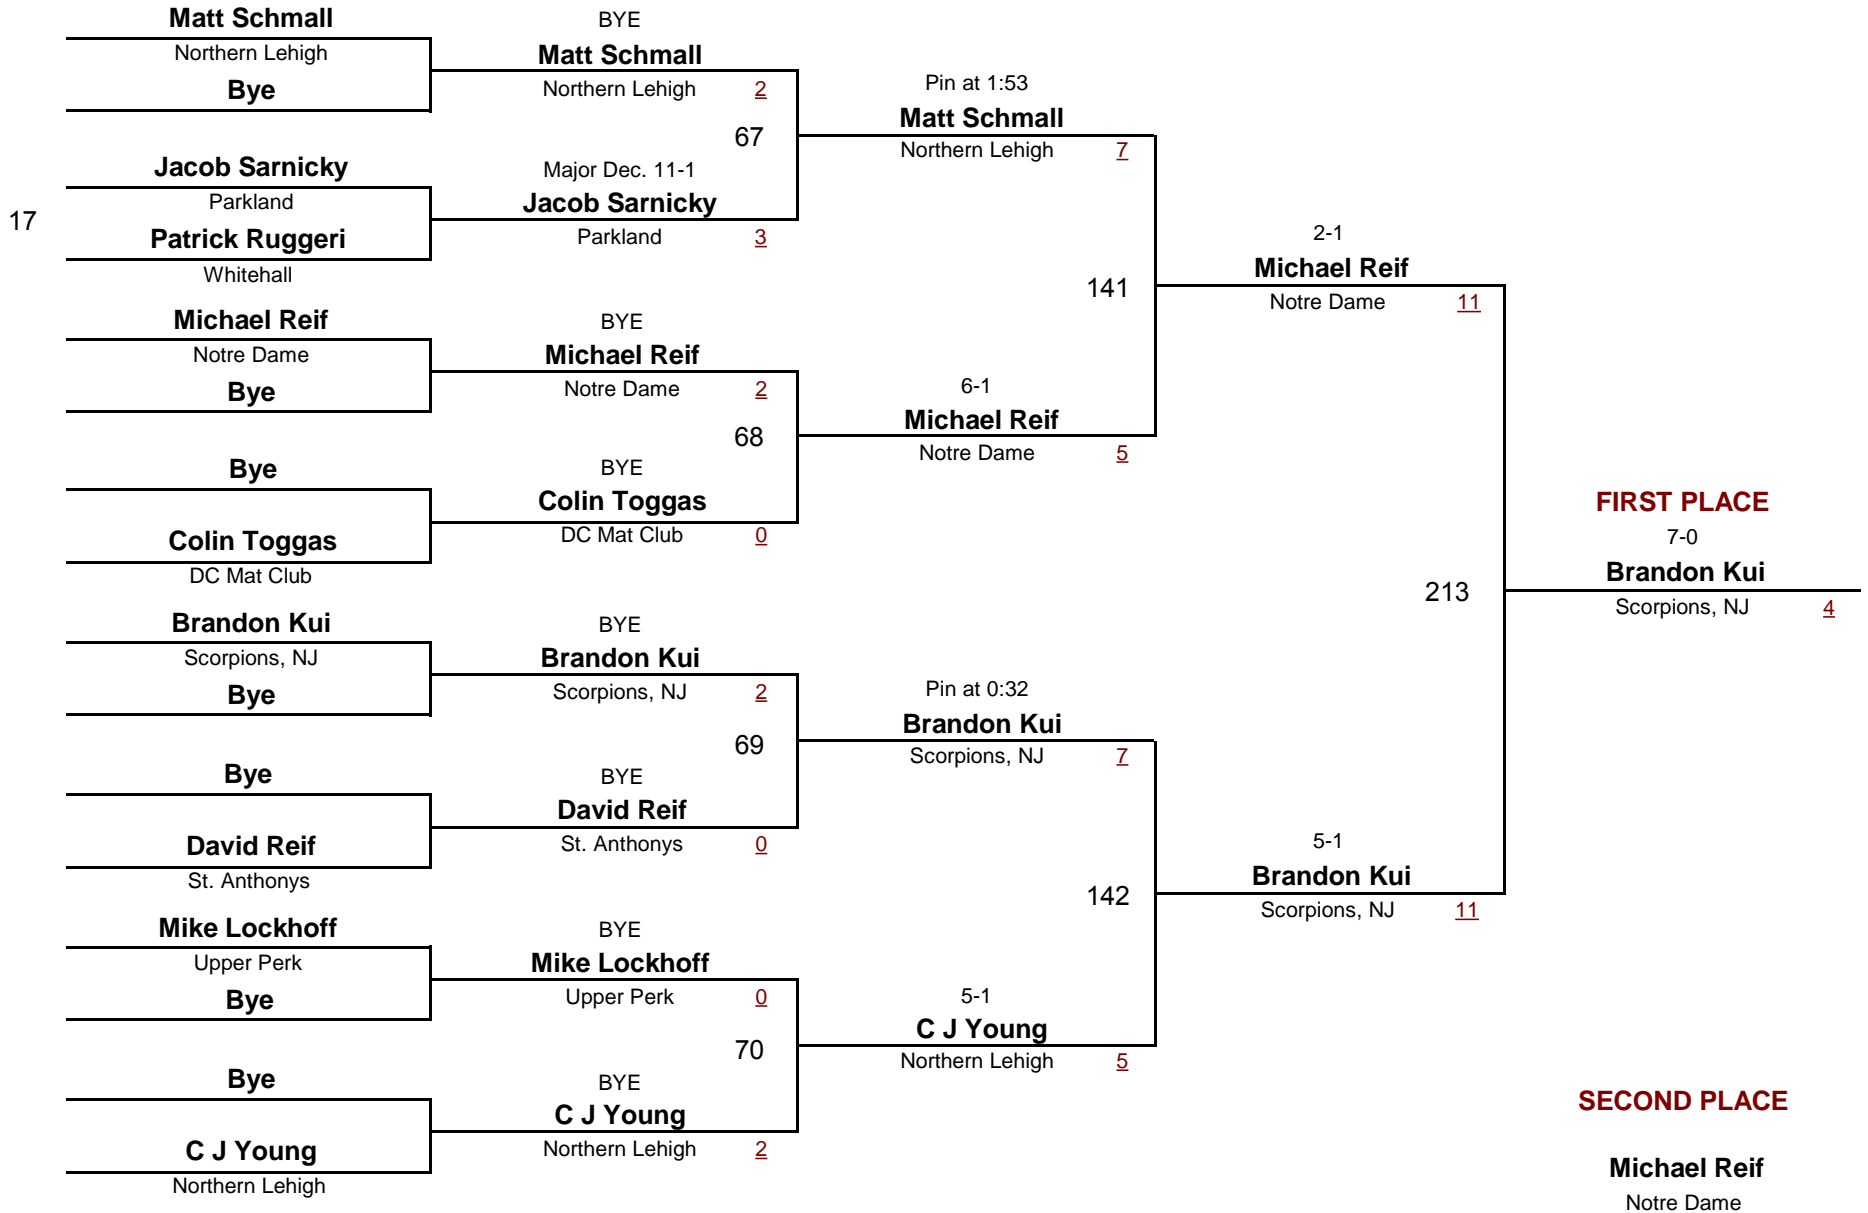 Matt Schmall
Northern Lehigh
Bye
17
Jacob Sarnicky
Parkland
Patrick Ruggeri
Whitehall
Michael Reif
Notre Dame
Bye
Bye
Colin Toggas
DC Mat Club
Brandon Kui
Scorpions, NJ
Bye
Bye
David Reif
St. Anthonys
Mike Lockhoff
Upper Perk
Bye
Bye
C J Young
Northern Lehigh
BYE
Matt Schmall
Northern Lehigh 2
67
Major Dec. 11-1
Jacob Sarnicky
Parkland 3
BYE
Michael Reif
Notre Dame 2
68
BYE
Colin Toggas
DC Mat Club 0
BYE
Brandon Kui
Scorpions, NJ 2
69
BYE
David Reif
St. Anthonys 0
BYE
Mike Lockhoff
Upper Perk 0
70
BYE
C J Young
Northern Lehigh 2
Pin at 1:53
Matt Schmall
Northern Lehigh 7
141
6-1
Michael Reif
Notre Dame 5
Pin at 0:32
Brandon Kui
Scorpions, NJ 7
142
5-1
C J Young
Northern Lehigh 5
2-1
Michael Reif
Notre Dame 11
213
5-1
Brandon Kui
Scorpions, NJ 11
FIRST PLACE
7-0
Brandon Kui
Scorpions, NJ 4
SECOND PLACE
Michael Reif
Notre Dame